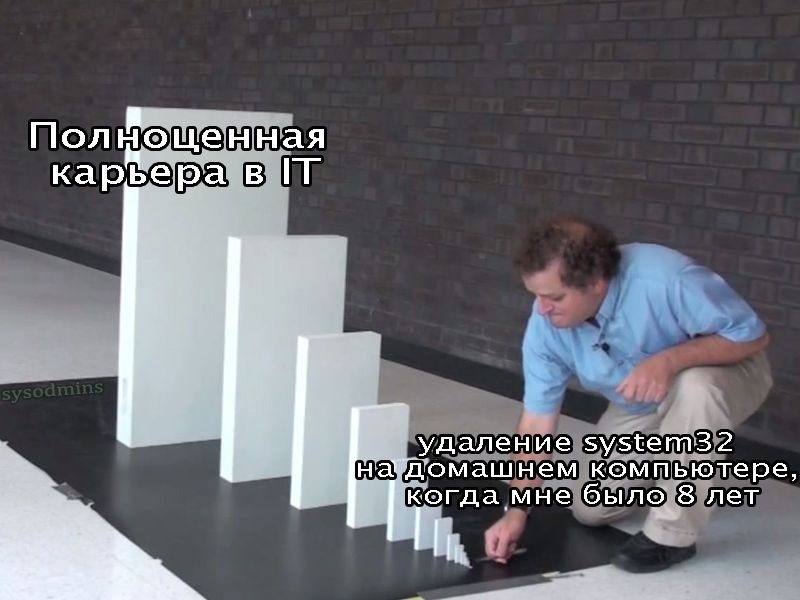 Полноценная
карьера в IT
sysodmins
удаление system32
на домашнем компьютере,
когда мне было 8 лет